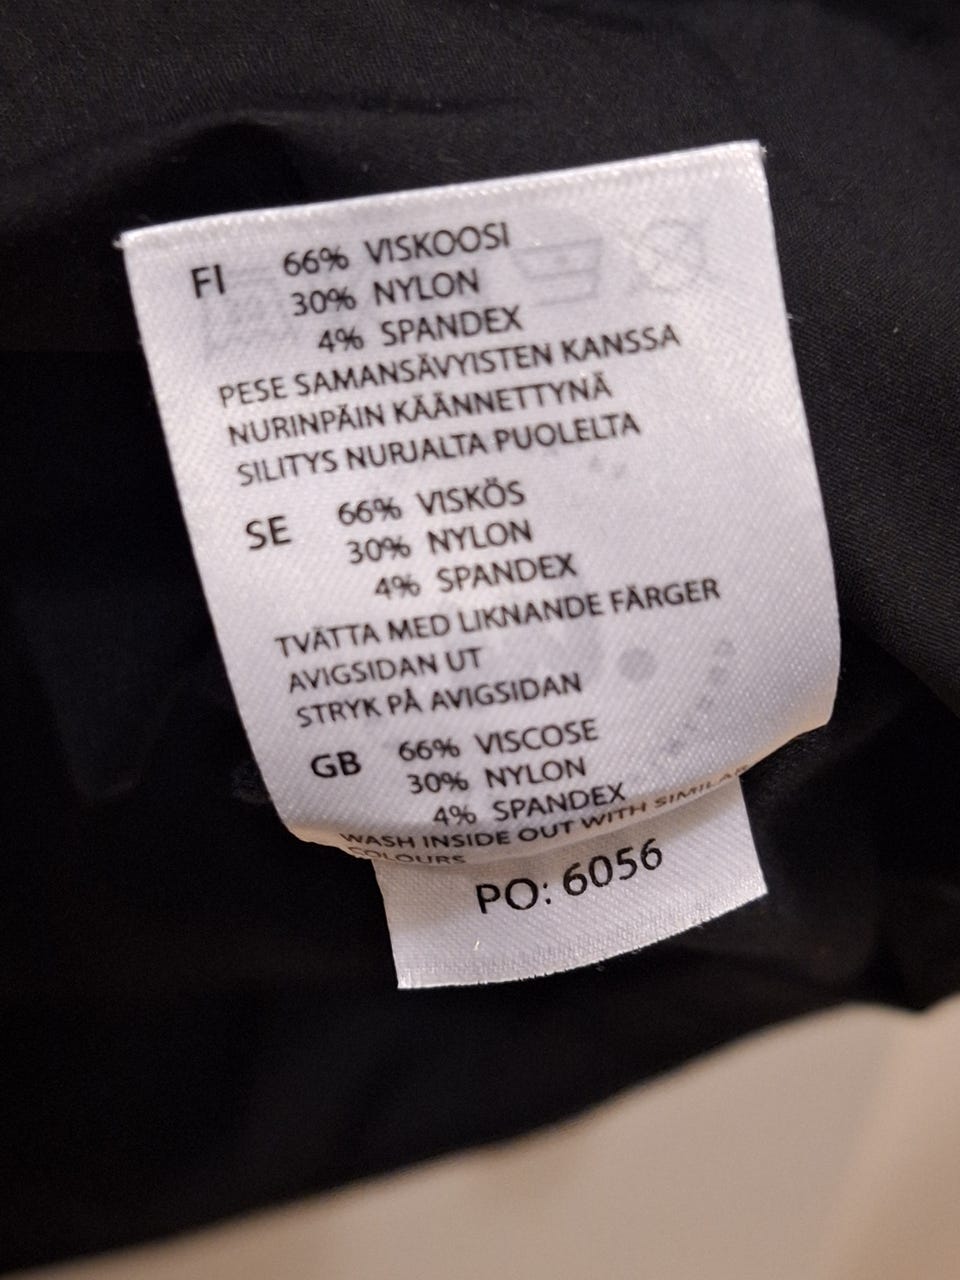 FI 66% VISKOOSI
30% NYLON
4% SPANDEX
PESE SAMANSÄVYISTEN KANSSA
NURINPÄIN KÄÄNNETTYNÄ
SILITYS NURJALTA PUOLELTA
SE 66% VISKÖS
30% NYLON
4% SPANDEX
TVÄTTA MED LIKNANDE FÄRGER
AVIGSIDAN UT
STRYK PÅ AVIGSIDAN
GB 66% VISCOSE
30% NYLON
4% SPANDEX
WASH INSIDE OUT WITH SIMILAR
COLOURS
PO: 6056